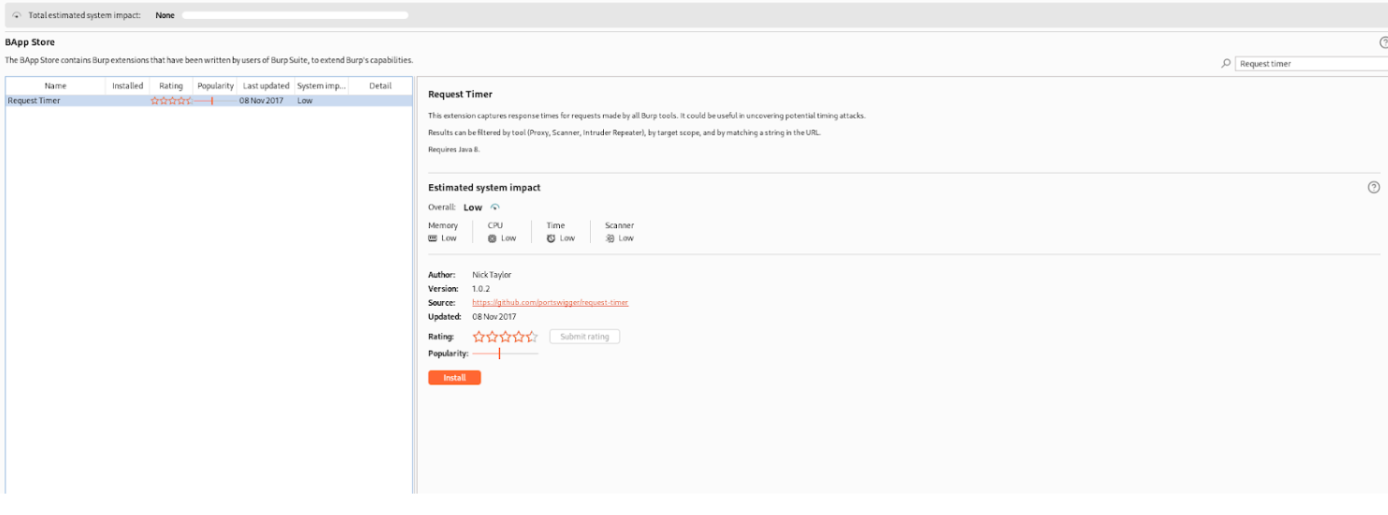 Total estimated system impact: None
BApp Store
The BApp Store contains Burp extensions that have been written by users of Burp Suite, to extend Burp's capabilities.
Request timer
Name Installed Rating Popularity Last updated System imp... Detail
Request Timer 08 Nov 2017 Low
Request Timer
This extension captures response times for requests made by all Burp tools. It could be useful in uncovering potential timing attacks.
Results can be filtered by tool (Proxy, Scanner, Intruder Repeater), by target scope, and by matching a string in the URL.
Requires Java 8.
Estimated system impact
Overall: Low
Memory CPU Time Scanner
Low Low Low Low
Author: Nick Taylor
Version: 1.0.2
Source: https://github.com/portswigger/request-timer
Updated: 08 Nov 2017
Rating: Submit rating
Popularity:
Install